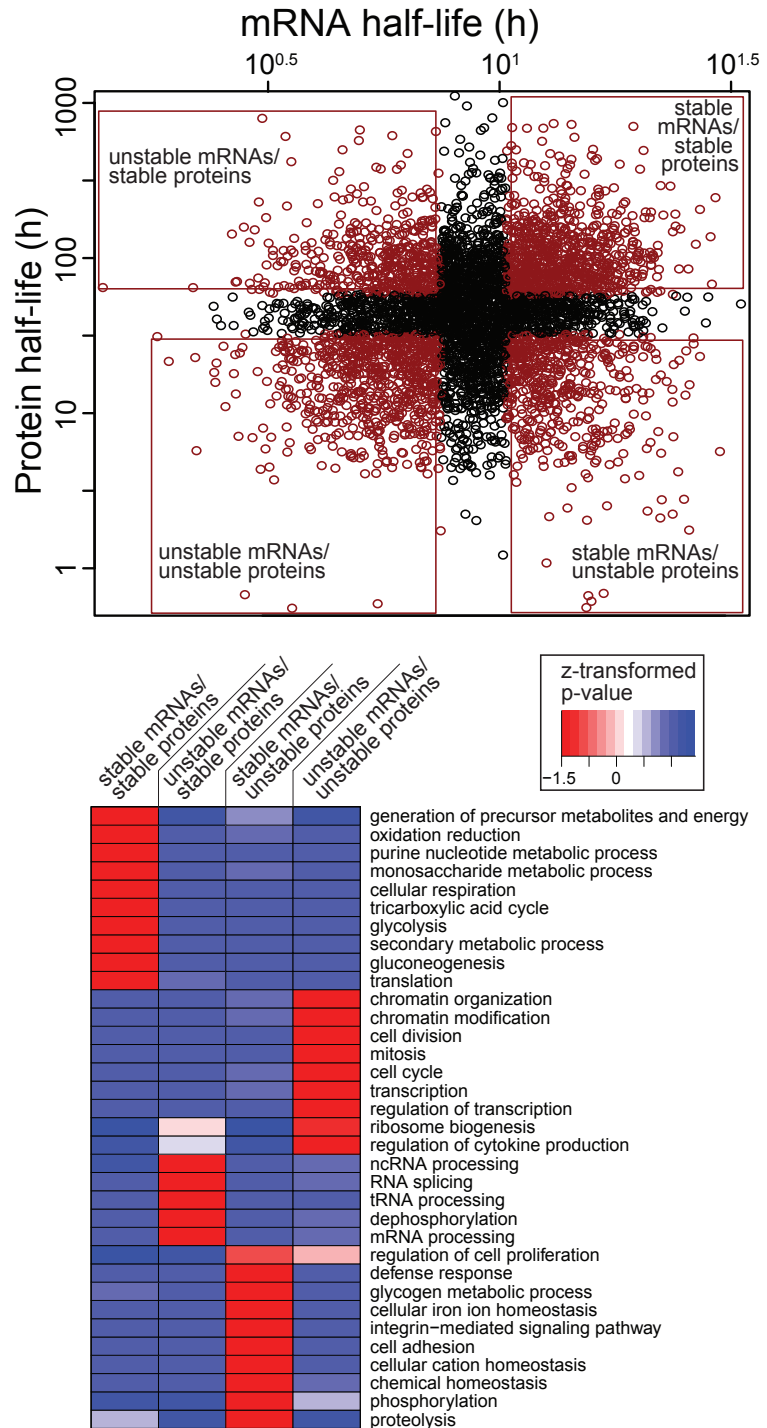 mRNA half-life (h)
10^0.5 10^1 10^1.5
Protein half-life (h)
1000
100
10
1
unstable mRNAs/
stable proteins
stable
mRNAs/
stable
proteins
unstable mRNAs/
unstable proteins
stable mRNAs/
unstable proteins
stable mRNAs/
stable proteins
unstable mRNAs/
stable proteins
stable mRNAs/
unstable proteins
unstable mRNAs/
unstable proteins
z-transformed
p-value
−1.5 0
generation of precursor metabolites and energy
oxidation reduction
purine nucleotide metabolic process
monosaccharide metabolic process
cellular respiration
tricarboxylic acid cycle
glycolysis
secondary metabolic process
gluconeogenesis
translation
chromatin organization
chromatin modification
cell division
mitosis
cell cycle
transcription
regulation of transcription
ribosome biogenesis
regulation of cytokine production
ncRNA processing
RNA splicing
tRNA processing
dephosphorylation
mRNA processing
regulation of cell proliferation
defense response
glycogen metabolic process
cellular iron ion homeostasis
integrin−mediated signaling pathway
cell adhesion
cellular cation homeostasis
chemical homeostasis
phosphorylation
proteolysis